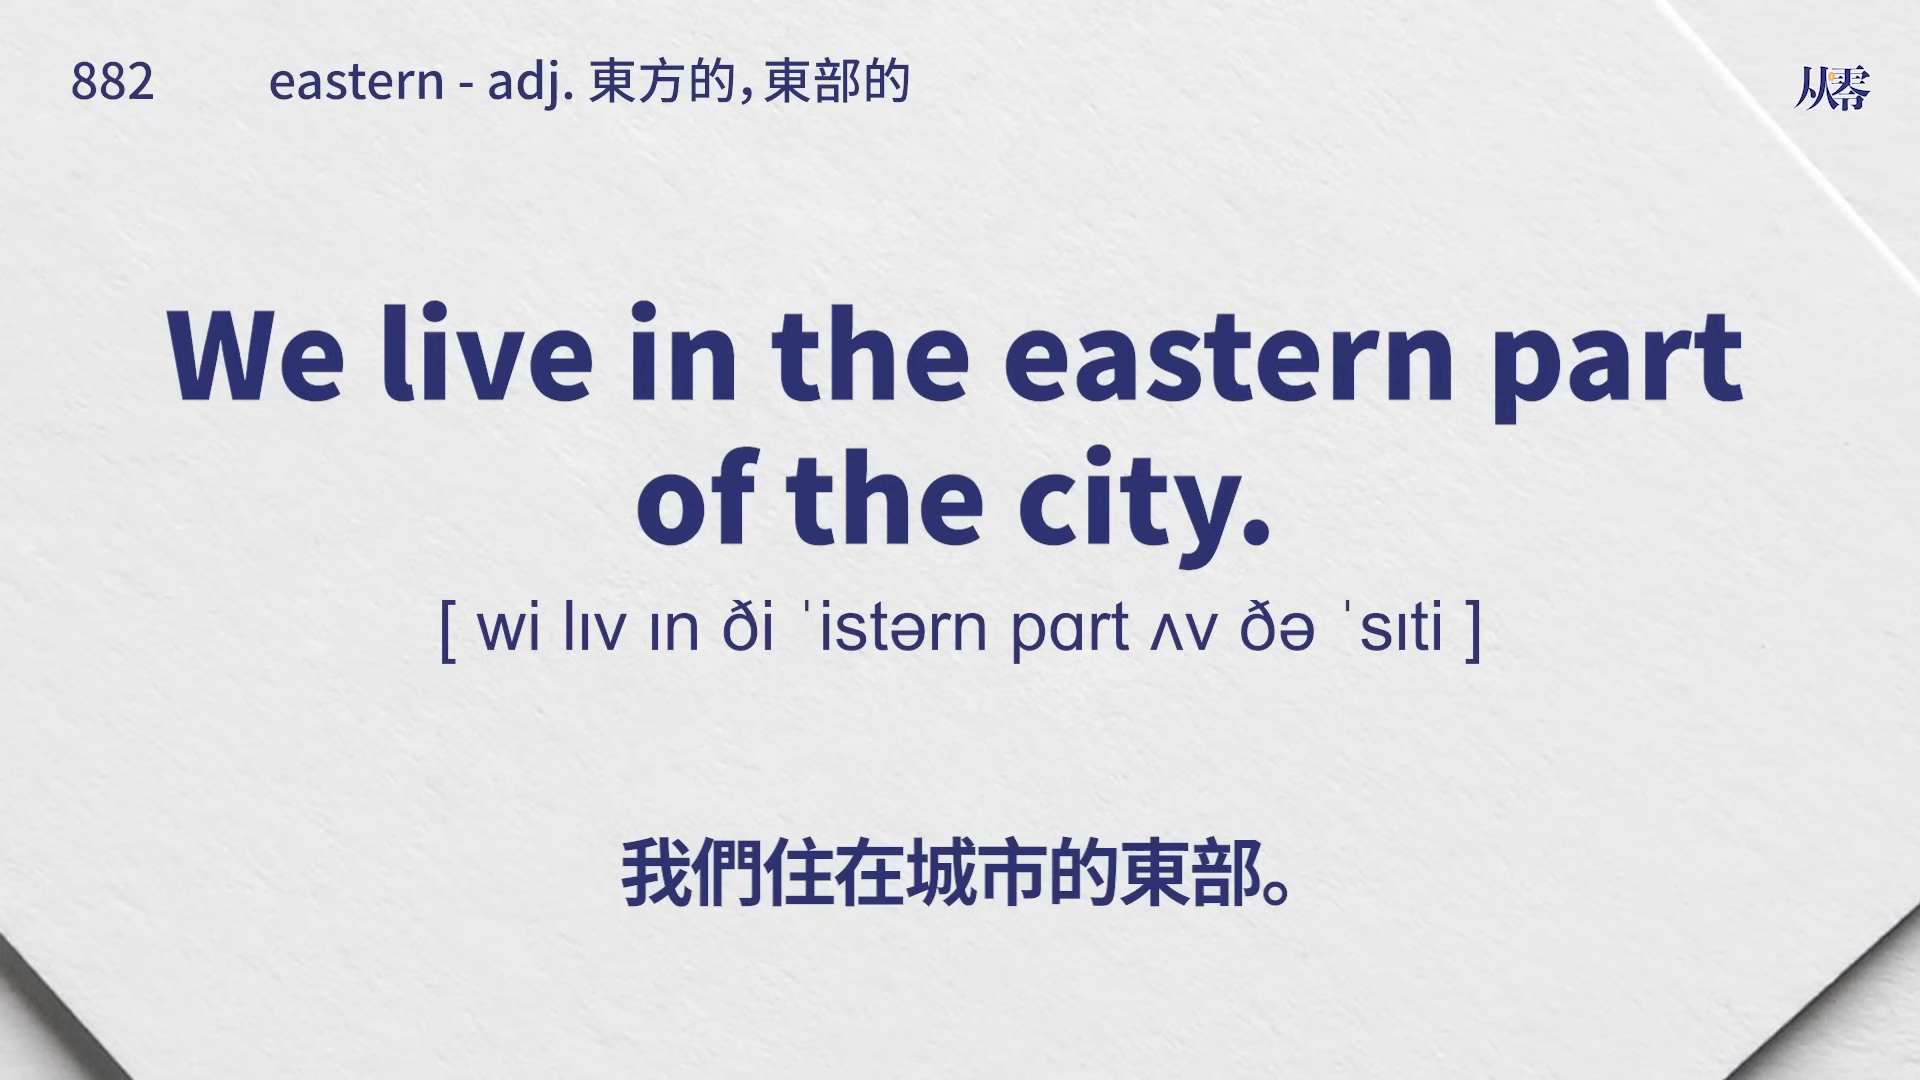 882 eastern - adj. 東方的，東部的
从零
We live in the eastern part
of the city.
[ wi lɪv ɪn ði ˈistərn pɑrt ʌv ðə ˈsɪti ]
我們住在城市的東部。